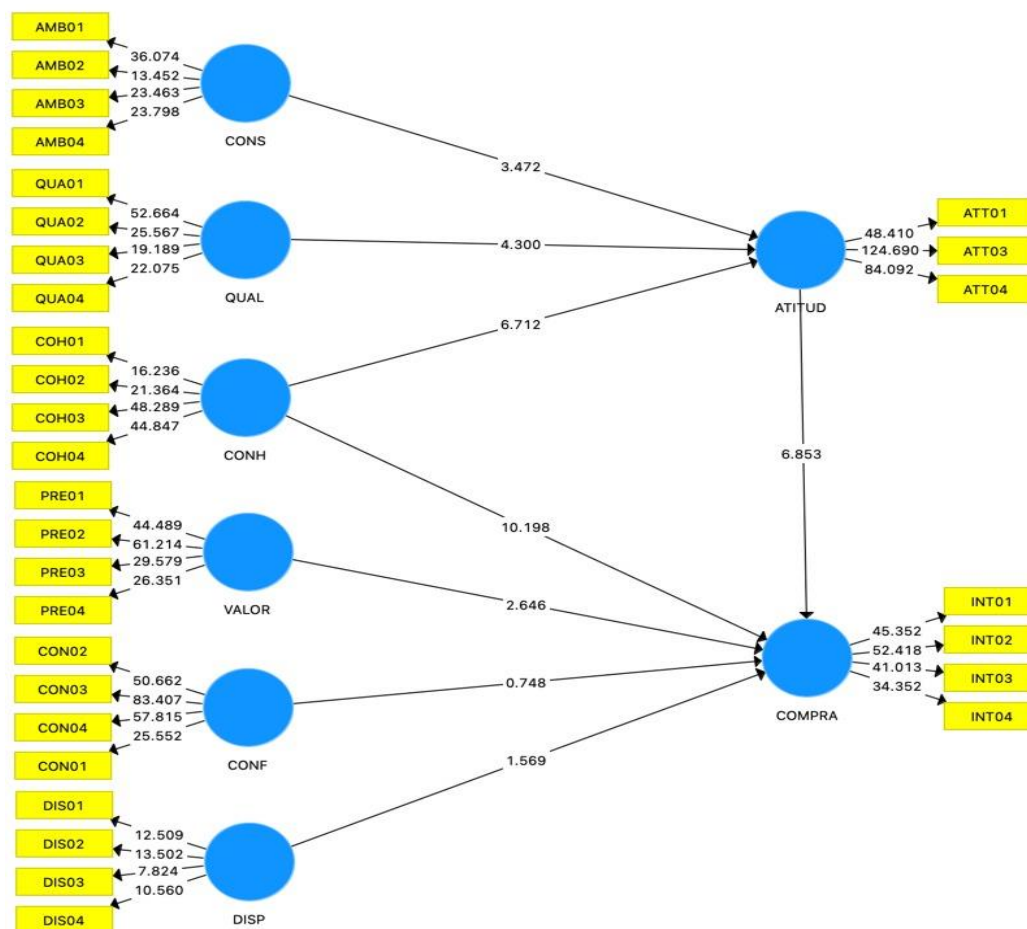 AMB01
AMB02
AMB03
AMB04
36.074
13.452
23.463
23.798
CONS
3.472
QUA01
QUA02
QUA03
QUA04
52.664
25.567
19.189
22.075
QUAL
4.300
COH01
COH02
COH03
COH04
16.236
21.364
48.289
44.847
CONH
6.712
10.198
ATITUD
48.410
124.690
84.092
ATT01
ATT03
ATT04
6.853
PRE01
PRE02
PRE03
PRE04
44.489
61.214
29.579
26.351
VALOR
2.646
CON02
CON03
CON04
CON01
50.662
83.407
57.815
25.552
CONF
0.748
COMPRA
45.352
52.418
41.013
34.352
INT01
INT02
INT03
INT04
DIS01
DIS02
DIS03
DIS04
12.509
13.502
7.824
10.560
DISP
1.569